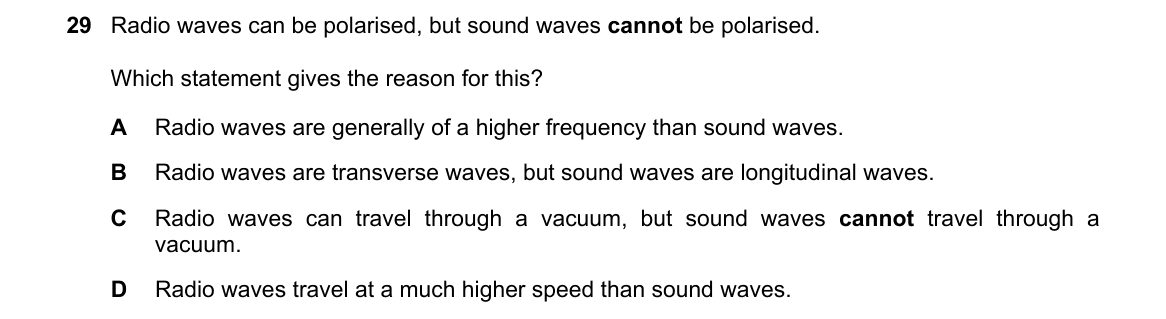 29 Radio waves can be polarised, but sound waves cannot be polarised.
Which statement gives the reason for this?
A Radio waves are generally of a higher frequency than sound waves.
B Radio waves are transverse waves, but sound waves are longitudinal waves.
C Radio waves can travel through a vacuum, but sound waves cannot travel through a
vacuum.
D Radio waves travel at a much higher speed than sound waves.